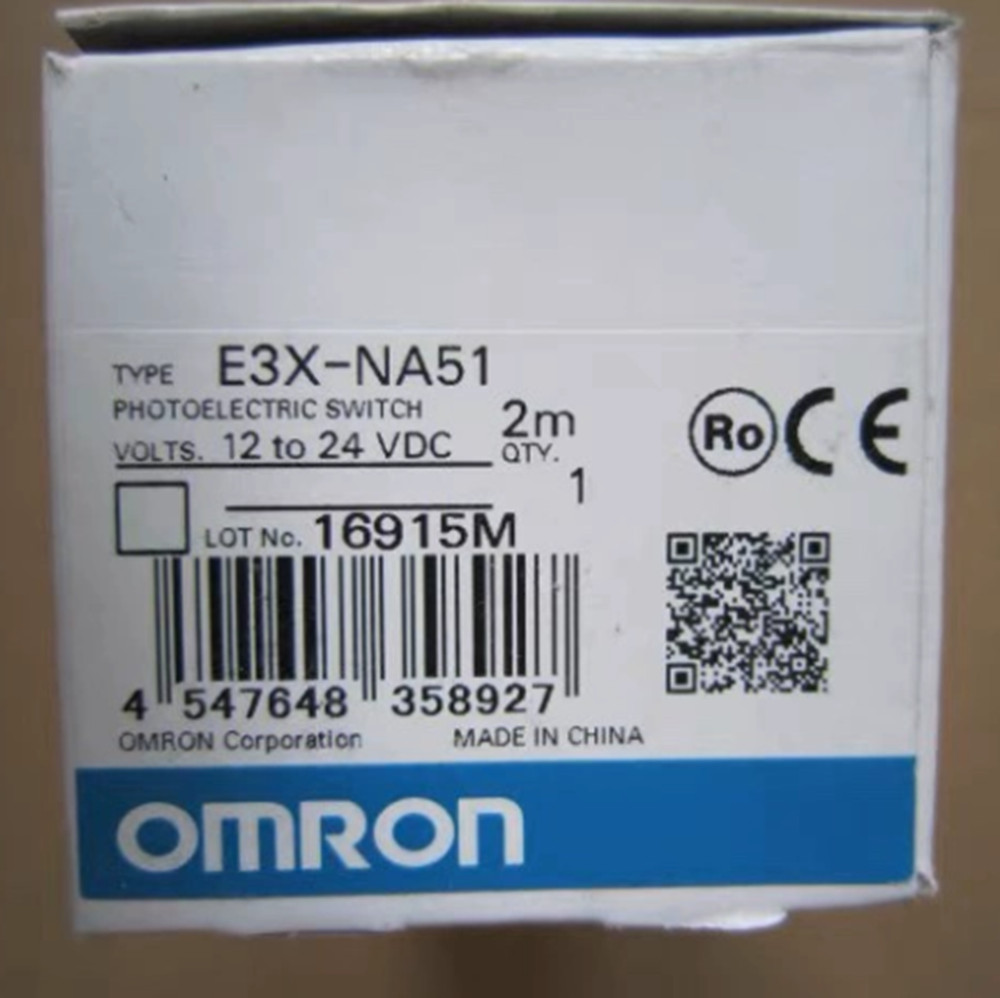 TYPE E3X-NA51
PHOTOELECTRIC SWITCH 2m
VOLTS. 12 to 24 VDC QTY.
1
LOT No. 16915M
Ro CE
4 547648 358927
OMRON Corporation MADE IN CHINA
OMRON